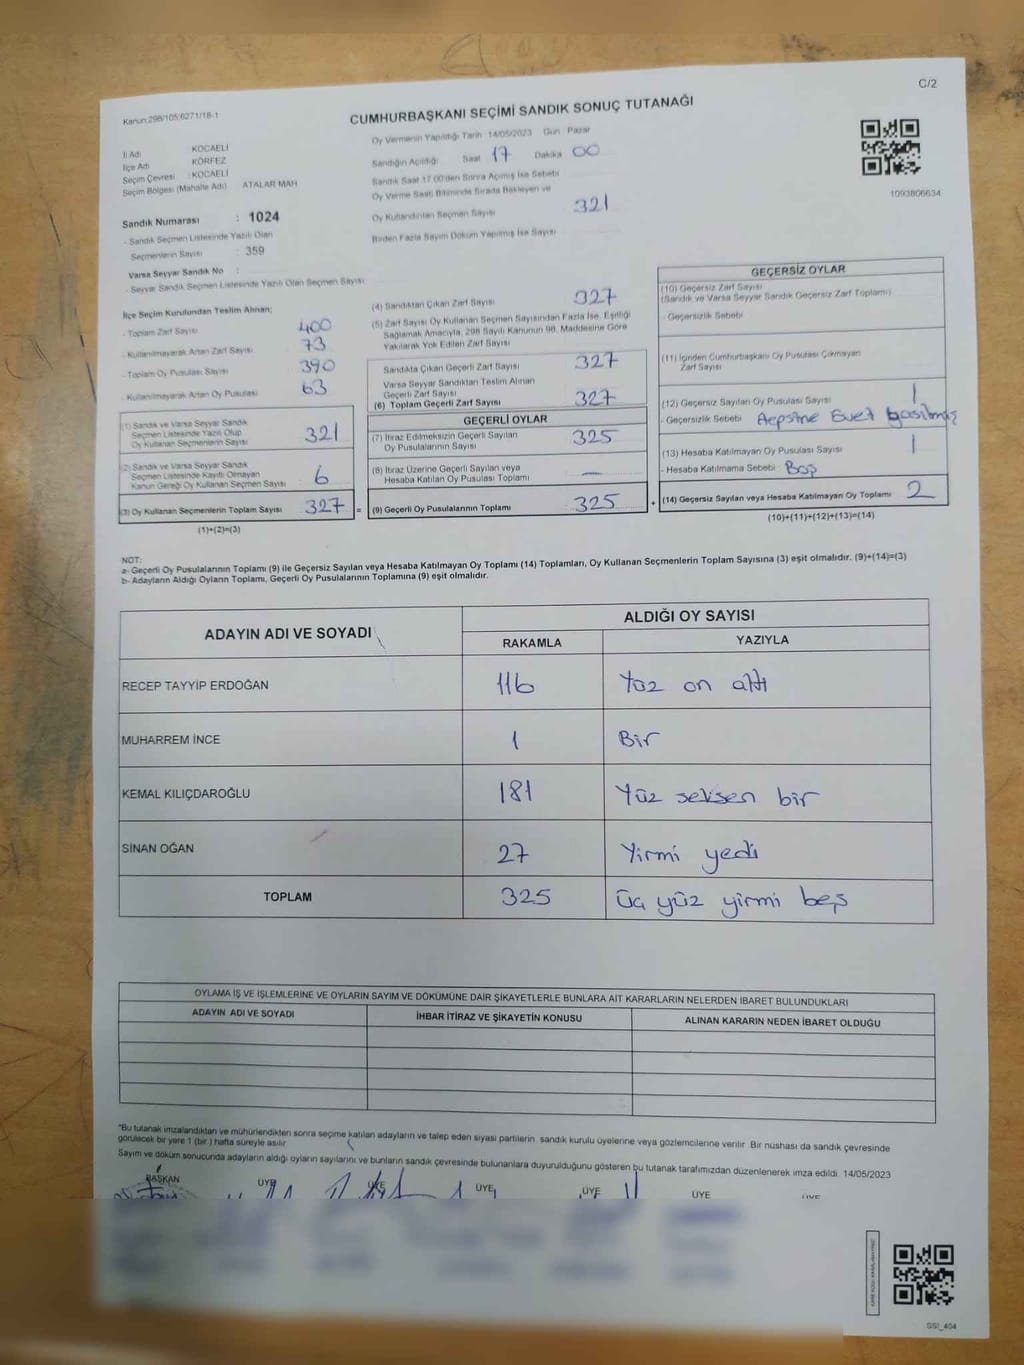 C/2
Kanun:298/105:6271/18-1
CUMHURBAŞKANI SEÇİMİ SANDIK SONUÇ TUTANAĞI
İl Adı KOCAELİ
İlçe Adı KÖRFEZ
Seçim Çevresi : KOCAELİ
Seçim Bölgesi (Mahalle Adı) ATALAR MAH
Sandık Numarası : 1024
- Sandık Seçmen Listesinde Yazılı Olan
Seçmenlerin Sayısı : 359
Varsa Seyyar Sandık No :
- Seyyar Sandık Seçmen Listesinde Yazılı Olan Seçmen Sayısı
Oy Vermenin Yapıldığı Tarih 14/05/2023 Gün Pazar
Sandığın Açıldığı Saat 17 Dakika 00
Sandık Saat 17.00'den Sonra Açılmış İse Sebebi
Oy Verme Saati Bitiminde Sırada Bekleyen ve
Oy Kullandırılan Seçmen Sayısı 321
Birden Fazla Sayım Döküm Yapılmış İse Sayısı
1093806634
İlçe Seçim Kurulundan Teslim Alınan;
- Toplam Zarf Sayısı 400
- Kullanılmayarak Artan Zarf Sayısı 73
- Toplam Oy Pusulası Sayısı 390
- Kullanılmayarak Artan Oy Pusulası 63
(1) Sandık ve Varsa Seyyar Sandık
Seçmen Listesinde Yazılı Olup
Oy Kullanan Seçmenlerin Sayısı 321
(2) Sandık ve Varsa Seyyar Sandık
Seçmen Listesinde Kayıtlı Olmayan
Kanun Gereği Oy Kullanan Seçmen Sayısı 6
(3) Oy Kullanan Seçmenlerin Toplam Sayısı 327 =
(1)+(2)=(3)
(4) Sandıktan Çıkan Zarf Sayısı 327
(5) Zarf Sayısı Oy Kullanan Seçmen Sayısından Fazla İse, Eşitliği
Sağlamak Amacıyla, 298 Sayılı Kanunun 98. Maddesine Göre
Yakılarak Yok Edilen Zarf Sayısı
Sandıkta Çıkan Geçerli Zarf Sayısı 327
Varsa Seyyar Sandıktan Teslim Alınan
Geçerli Zarf Sayısı
(6) Toplam Geçerli Zarf Sayısı 327
GEÇERLİ OYLAR
(7) İtiraz Edilmeksizin Geçerli Sayılan
Oy Pusulalarının Sayısı 325
(8) İtiraz Üzerine Geçerli Sayılan veya
Hesaba Katılan Oy Pusulası Toplamı —
(9) Geçerli Oy Pusulalarının Toplamı 325 +
GEÇERSİZ OYLAR
(10) Geçersiz Zarf Sayısı
(Sandık ve Varsa Seyyar Sandık Geçersiz Zarf Toplamı)
- Geçersizlik Sebebi
(11) İçinden Cumhurbaşkanı Oy Pusulası Çıkmayan
Zarf Sayısı
(12) Geçersiz Sayılan Oy Pusulası Sayısı 1
- Geçersizlik Sebebi Hepsine Evet basılmış
(13) Hesaba Katılmayan Oy Pusulası Sayısı 1
- Hesaba Katılmama Sebebi : Boş
(14) Geçersiz Sayılan veya Hesaba Katılmayan Oy Toplamı 2
(10)+(11)+(12)+(13)=(14)
NOT:
a- Geçerli Oy Pusulalarının Toplamı (9) ile Geçersiz Sayılan veya Hesaba Katılmayan Oy Toplamı (14) Toplamları, Oy Kullanan Seçmenlerin Toplam Sayısına (3) eşit olmalıdır. (9)+(14)=(3)
b- Adayların Aldığı Oyların Toplamı, Geçerli Oy Pusulalarının Toplamına (9) eşit olmalıdır.
ADAYIN ADI VE SOYADI ALDIĞI OY SAYISI
RAKAMLA YAZIYLA
RECEP TAYYİP ERDOĞAN 116 Yüz on altı
MUHARREM İNCE 1 Bir
KEMAL KILIÇDAROĞLU 181 Yüz seksen bir
SİNAN OĞAN 27 Yirmi yedi
TOPLAM 325 üç yüz yirmi beş
OYLAMA İŞ VE İŞLEMLERİNE VE OYLARIN SAYIM VE DÖKÜMÜNE DAİR ŞİKAYETLERLE BUNLARA AİT KARARLARIN NELERDEN İBARET BULUNDUKLARI
ADAYIN ADI VE SOYADI İHBAR İTİRAZ VE ŞİKAYETİN KONUSU ALINAN KARARIN NEDEN İBARET OLDUĞU
"Bu tutanak imzalandıktan ve mühürlendikten sonra seçime katılan adayların ve talep eden siyasi partilerin sandık kurulu üyelerine veya gözlemcilerine verilir. Bir nüshası da sandık çevresinde
görülecek bir yere 1 (bir) hafta süreyle asılır
Sayım ve döküm sonucunda adayların aldığı oyların sayılarını ve bunların sandık çevresinde bulunanlara duyurulduğunu gösteren bu tutanak tarafımızdan düzenlenerek imza edildi. 14/05/2023
BAŞKAN ÜYE ÜYE ÜYE ÜYE ÜYE ÜYE
SSI_404